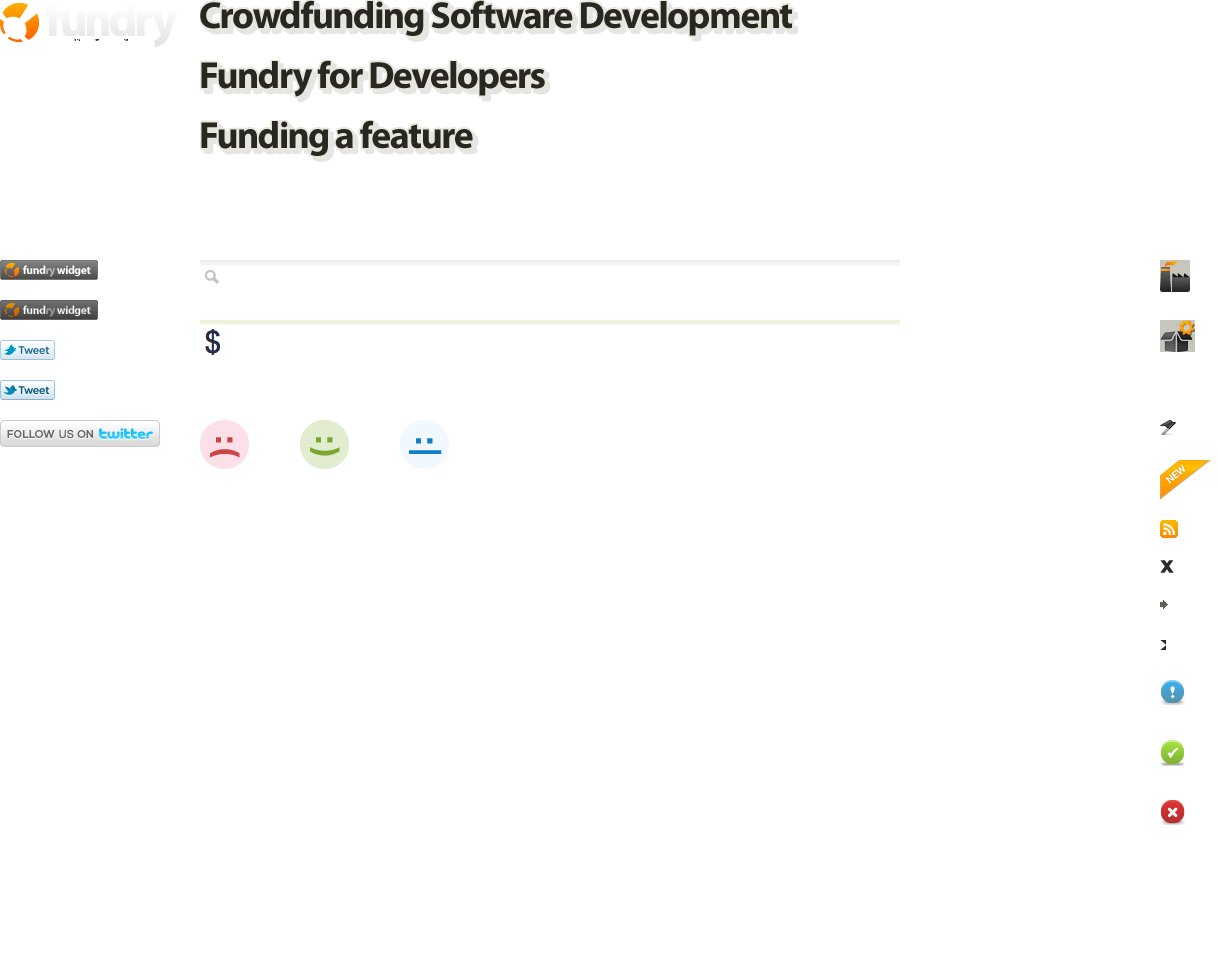 fundry
Crowdfunding Software Development
Fundry for Developers
Funding a feature
fundry widget
fundry widget
Tweet
Tweet
FOLLOW US ON twitter
$
NEW
X